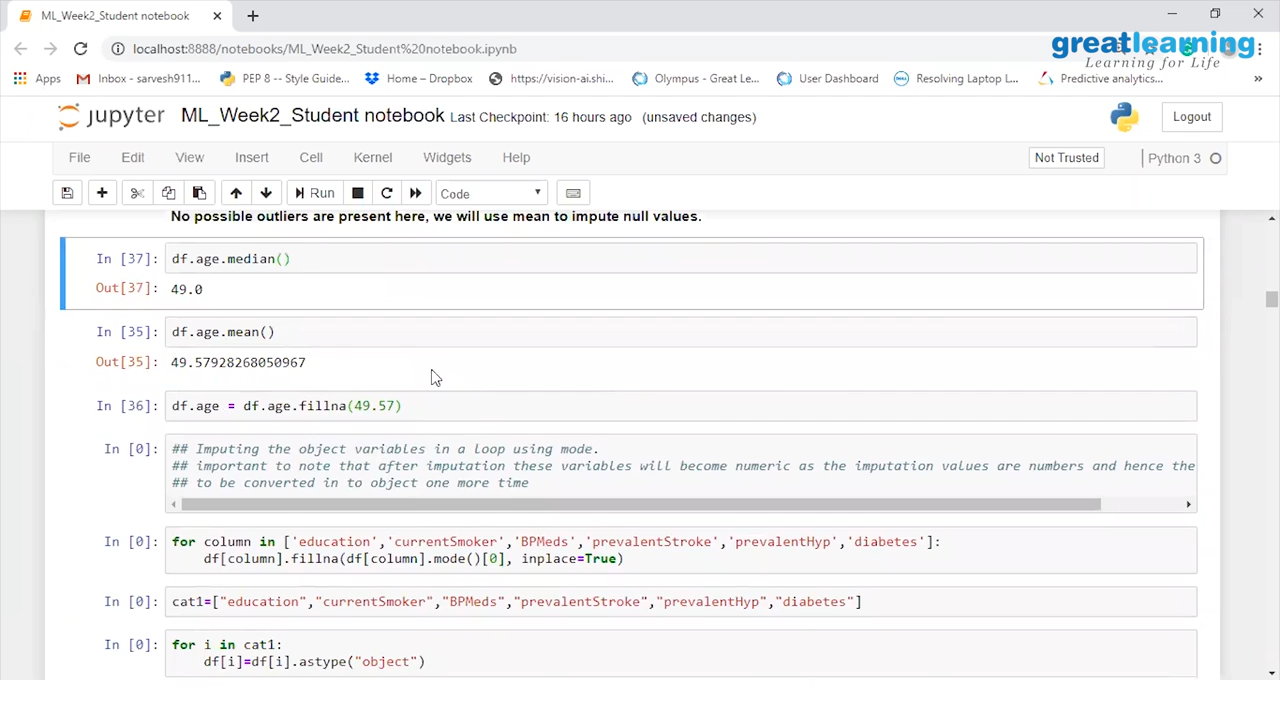 ML_Week2_Student notebook
localhost:8888/notebooks/ML_Week2_Student%20notebook.ipynb
greatlearning
Learning for Life
Apps Inbox - sarvesh911... PEP 8 -- Style Guide... Home – Dropbox https://vision-ai.shi... Olympus - Great Le... User Dashboard Resolving Laptop L... Predictive analytics... »
jupyter ML_Week2_Student notebook Last Checkpoint: 16 hours ago (unsaved changes) Logout
File Edit View Insert Cell Kernel Widgets Help Not Trusted Python 3
Run Code
No possible outliers are present here, we will use mean to impute null values.
In [37]: df.age.median()
Out[37]: 49.0
In [35]: df.age.mean()
Out[35]: 49.57928268050967
In [36]: df.age = df.age.fillna(49.57)
In [0]: ## Imputing the object variables in a loop using mode.
## important to note that after imputation these variables will become numeric as the imputation values are numbers and hence the
## to be converted in to object one more time
In [0]: for column in ['education','currentSmoker','BPMeds','prevalentStroke','prevalentHyp','diabetes']:
df[column].fillna(df[column].mode()[0], inplace=True)
In [0]: cat1=["education","currentSmoker","BPMeds","prevalentStroke","prevalentHyp","diabetes"]
In [0]: for i in cat1:
df[i]=df[i].astype("object")